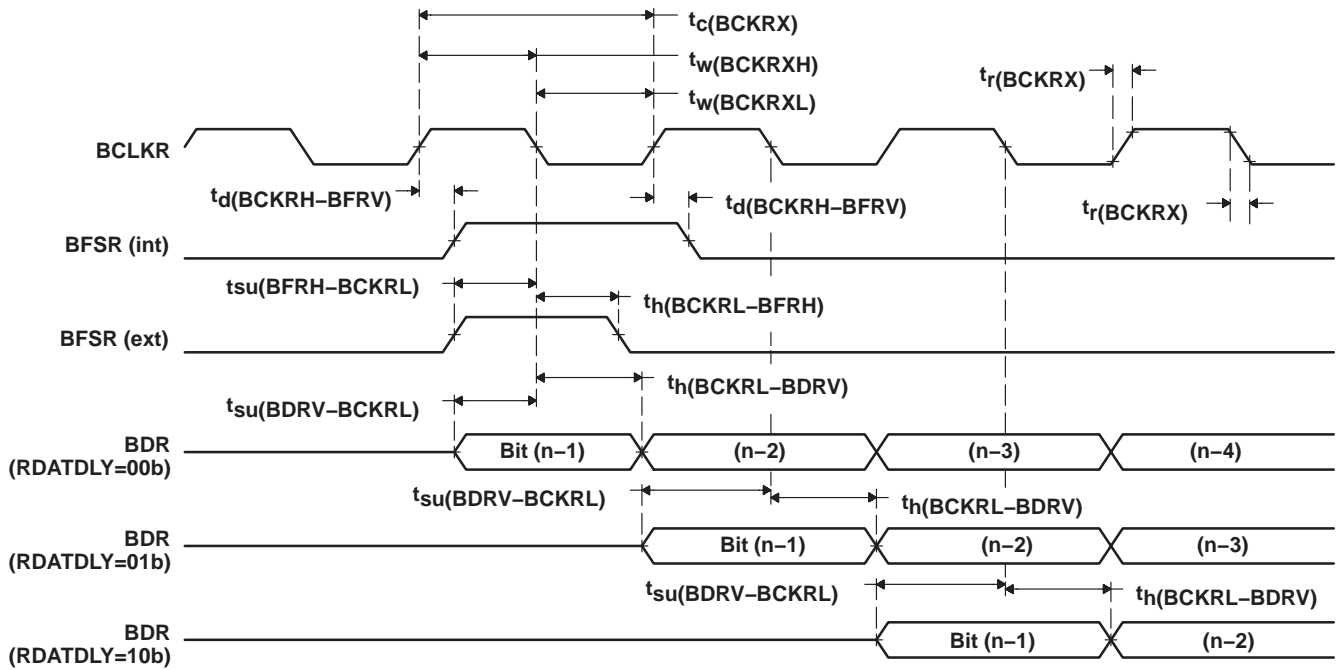 tc(BCKRX)
tw(BCKRXH)
tr(BCKRX)
tw(BCKRXL)
BCLKR
td(BCKRH–BFRV)
td(BCKRH–BFRV)
tr(BCKRX)
BFSR (int)
tsu(BFRH–BCKRL)
th(BCKRL–BFRH)
BFSR (ext)
th(BCKRL–BDRV)
tsu(BDRV–BCKRL)
BDR
(RDATDLY=00b)
Bit (n–1) (n–2) (n–3) (n–4)
tsu(BDRV–BCKRL)
th(BCKRL–BDRV)
BDR
(RDATDLY=01b)
Bit (n–1) (n–2) (n–3)
tsu(BDRV–BCKRL)
th(BCKRL–BDRV)
BDR
(RDATDLY=10b)
Bit (n–1) (n–2)